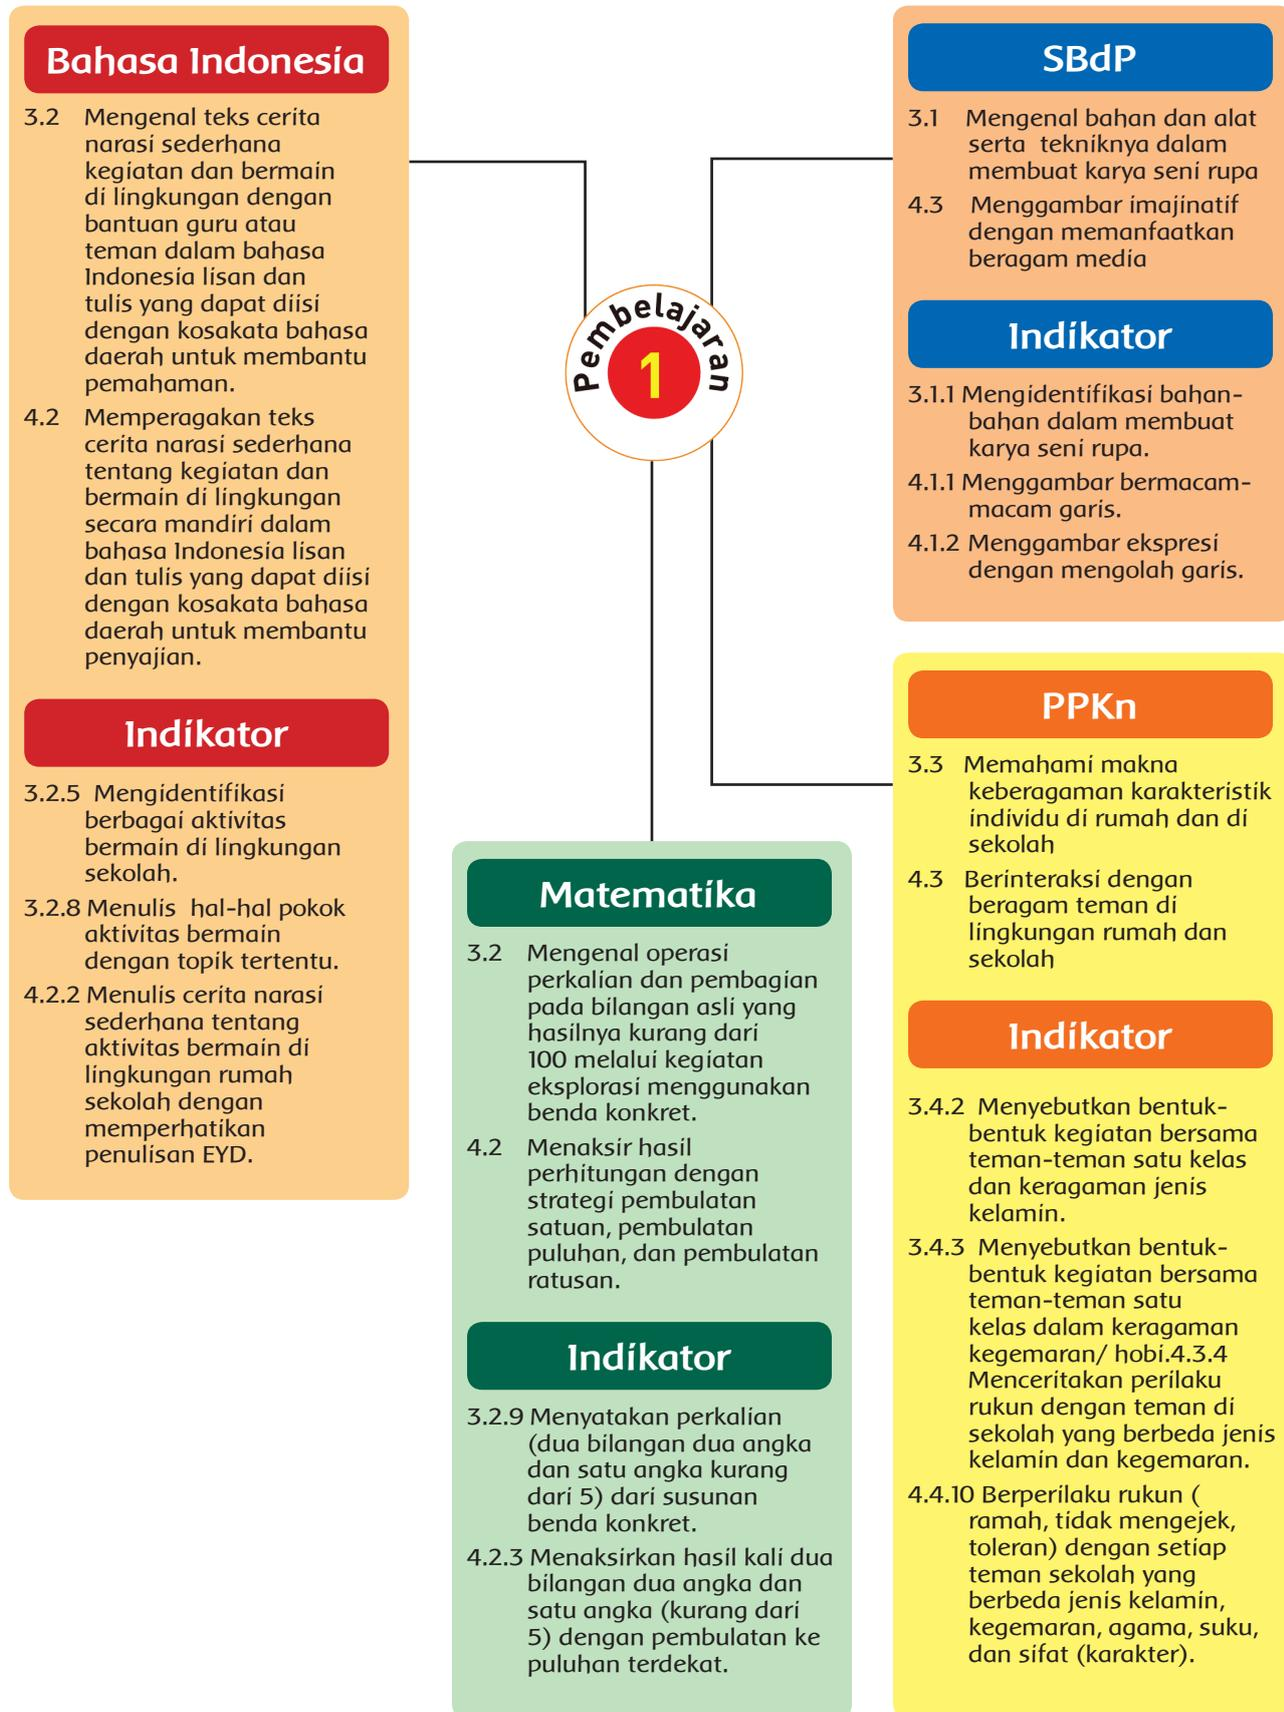 Bahasa Indonesia
3.2 Mengenal teks cerita
narasi sederhana
kegiatan dan bermain
di lingkungan dengan
bantuan guru atau
teman dalam bahasa
Indonesia lisan dan
tulis yang dapat diisi
dengan kosakata bahasa
daerah untuk membantu
pemahaman.
4.2 Memperagakan teks
cerita narasi sederhana
tentang kegiatan dan
bermain di lingkungan
secara mandiri dalam
bahasa Indonesia lisan
dan tulis yang dapat diisi
dengan kosakata bahasa
daerah untuk membantu
penyajian.
Indikator
3.2.5 Mengidentifikasi
berbagai aktivitas
bermain di lingkungan
sekolah.
3.2.8 Menulis hal-hal pokok
aktivitas bermain
dengan topik tertentu.
4.2.2 Menulis cerita narasi
sederhana tentang
aktivitas bermain di
lingkungan rumah
sekolah dengan
memperhatikan
penulisan EYD.
Pembelajaran
1
Matematika
3.2 Mengenal operasi
perkalian dan pembagian
pada bilangan asli yang
hasilnya kurang dari
100 melalui kegiatan
eksplorasi menggunakan
benda konkret.
4.2 Menaksir hasil
perhitungan dengan
strategi pembulatan
satuan, pembulatan
puluhan, dan pembulatan
ratusan.
Indikator
3.2.9 Menyatakan perkalian
(dua bilangan dua angka
dan satu angka kurang
dari 5) dari susunan
benda konkret.
4.2.3 Menaksirkan hasil kali dua
bilangan dua angka dan
satu angka (kurang dari
5) dengan pembulatan ke
puluhan terdekat.
SBdP
3.1 Mengenal bahan dan alat
serta tekniknya dalam
membuat karya seni rupa
4.3 Menggambar imajinatif
dengan memanfaatkan
beragam media
Indikator
3.1.1 Mengidentifikasi bahan-
bahan dalam membuat
karya seni rupa.
4.1.1 Menggambar bermacam-
macam garis.
4.1.2 Menggambar ekspresi
dengan mengolah garis.
PPKn
3.3 Memahami makna
keberagaman karakteristik
individu di rumah dan di
sekolah
4.3 Berinteraksi dengan
beragam teman di
lingkungan rumah dan
sekolah
Indikator
3.4.2 Menyebutkan bentuk-
bentuk kegiatan bersama
teman-teman satu kelas
dan keragaman jenis
kelamin.
3.4.3 Menyebutkan bentuk-
bentuk kegiatan bersama
teman-teman satu
kelas dalam keragaman
kegemaran/ hobi.4.3.4
Menceritakan perilaku
rukun dengan teman di
sekolah yang berbeda jenis
kelamin dan kegemaran.
4.4.10 Berperilaku rukun (
ramah, tidak mengejek,
toleran) dengan setiap
teman sekolah yang
berbeda jenis kelamin,
kegemaran, agama, suku,
dan sifat (karakter).